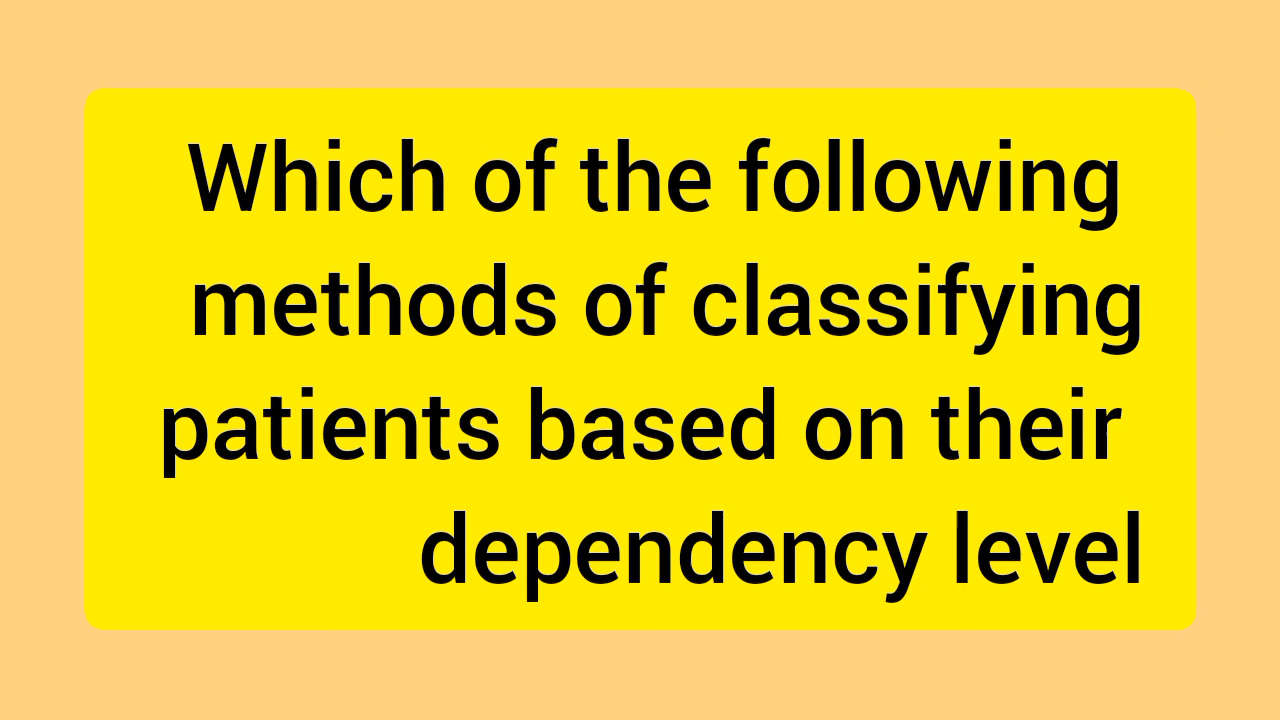 Which of the following
methods of classifying
patients based on their
dependency level